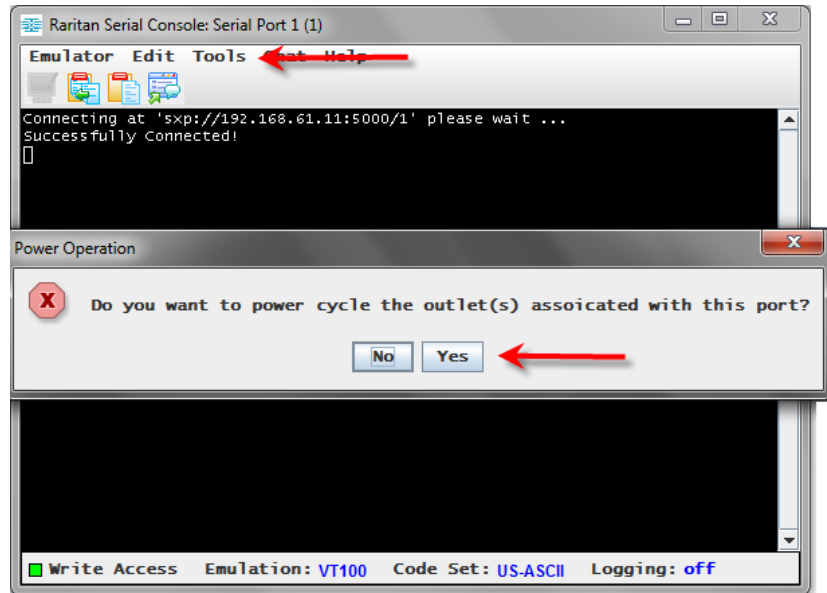 Raritan Serial Console: Serial Port 1 (1)
Emulator Edit Tools Chat Help
Connecting at 'sxp://192.168.61.11:5000/1' please wait ...
Successfully Connected!
Power Operation
Do you want to power cycle the outlet(s) assoicated with this port?
No Yes
Write Access Emulation: VT100 Code Set: US-ASCII Logging: off